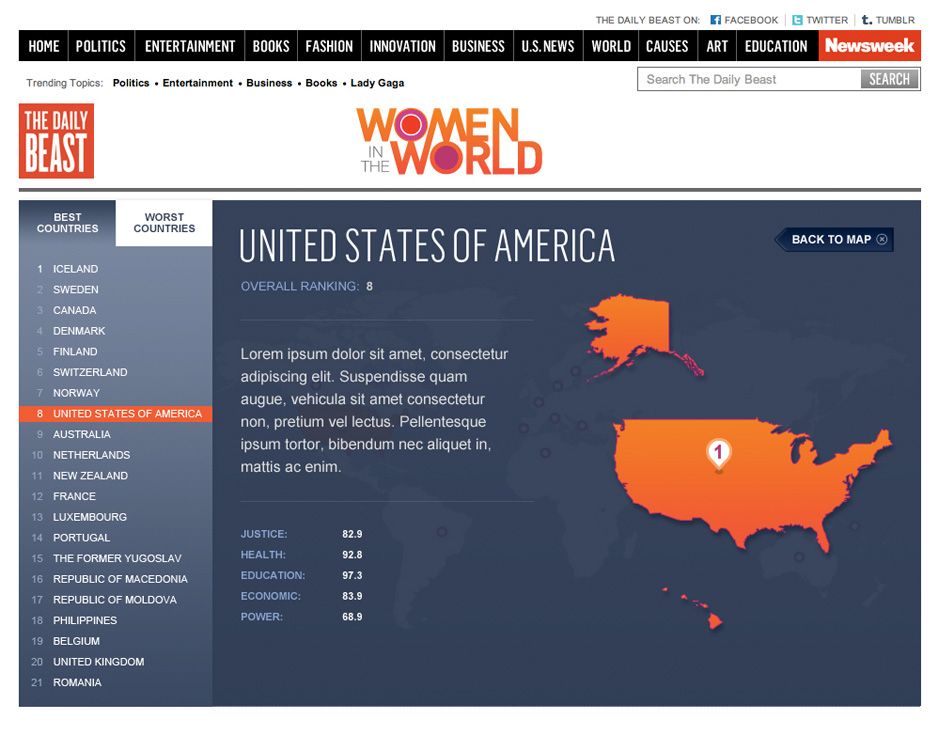 THE DAILY BEAST ON: FACEBOOK TWITTER t. TUMBLR
HOME POLITICS ENTERTAINMENT BOOKS FASHION INNOVATION BUSINESS U.S. NEWS WORLD CAUSES ART EDUCATION Newsweek
Trending Topics: Politics • Entertainment • Business • Books • Lady Gaga
Search The Daily Beast SEARCH
THE DAILY
BEAST
WOMEN
IN THE WORLD
BEST COUNTRIES
WORST COUNTRIES
1 ICELAND
2 SWEDEN
3 CANADA
4 DENMARK
5 FINLAND
6 SWITZERLAND
7 NORWAY
8 UNITED STATES OF AMERICA
9 AUSTRALIA
10 NETHERLANDS
11 NEW ZEALAND
12 FRANCE
13 LUXEMBOURG
14 PORTUGAL
15 THE FORMER YUGOSLAV
16 REPUBLIC OF MACEDONIA
17 REPUBLIC OF MOLDOVA
18 PHILIPPINES
19 BELGIUM
20 UNITED KINGDOM
21 ROMANIA
UNITED STATES OF AMERICA
BACK TO MAP
OVERALL RANKING: 8
Lorem ipsum dolor sit amet, consectetur
adipiscing elit. Suspendisse quam
augue, vehicula sit amet consectetur
non, pretium vel lectus. Pellentesque
ipsum tortor, bibendum nec aliquet in,
mattis ac enim.
JUSTICE: 82.9
HEALTH: 92.8
EDUCATION: 97.3
ECONOMIC: 83.9
POWER: 68.9
1